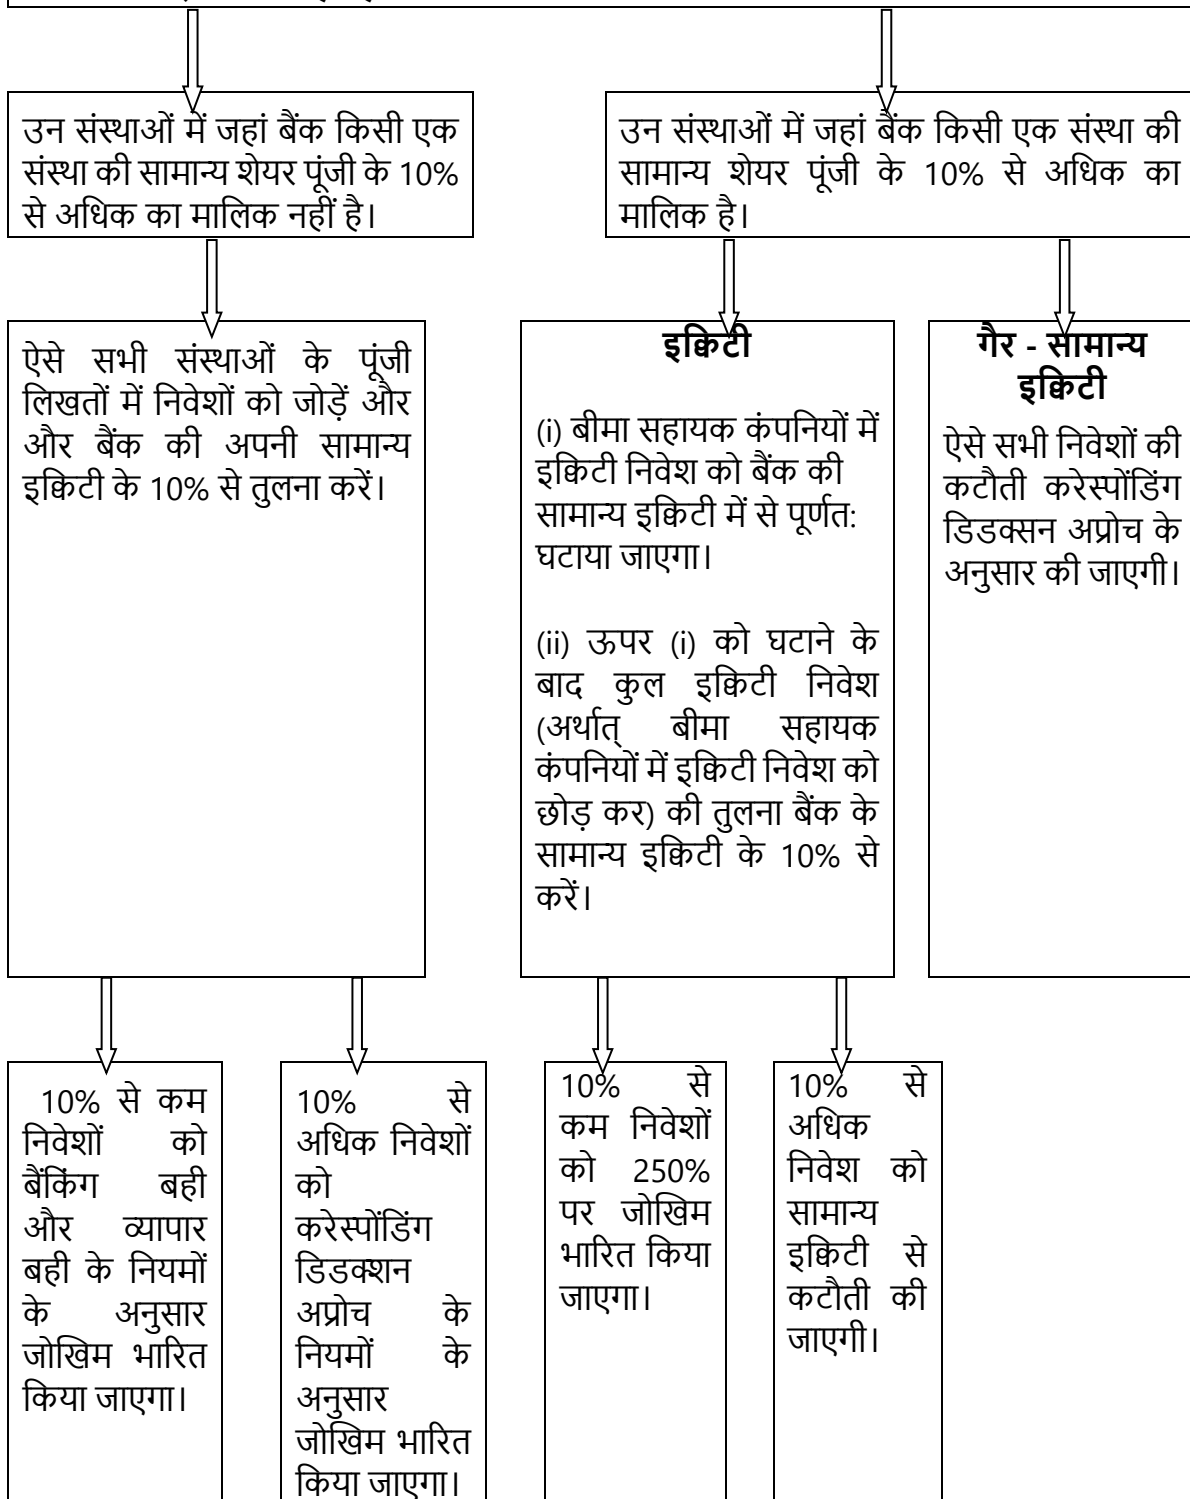 उन संस्थाओं में जहां बैंक किसी एक
संस्था की सामान्य शेयर पूंजी के 10%
से अधिक का मालिक नहीं है।
उन संस्थाओं में जहां बैंक किसी एक संस्था की
सामान्य शेयर पूंजी के 10% से अधिक का
मालिक है।
ऐसे सभी संस्थाओं के पूंजी
लिखतों में निवेशों को जोड़ें और
और बैंक की अपनी सामान्य
इक्विटी के 10% से तुलना करें।
इक्विटी
(i) बीमा सहायक कंपनियों में
इक्विटी निवेश को बैंक की
सामान्य इक्विटी में से पूर्णत:
घटाया जाएगा।
(ii) ऊपर (i) को घटाने के
बाद कुल इक्विटी निवेश
(अर्थात् बीमा सहायक
कंपनियों में इक्विटी निवेश को
छोड़ कर) की तुलना बैंक के
सामान्य इक्विटी के 10% से
करें।
गैर - सामान्य
इक्विटी
ऐसे सभी निवेशों की
कटौती करेस्पोंडिंग
डिडक्सन अप्रोच के
अनुसार की जाएगी।
10% से कम
निवेशों को
बैंकिंग बही
और व्यापार
बही के नियमों
के अनुसार
जोखिम भारित
किया जाएगा।
10% से
अधिक निवेशों
को
करेस्पोंडिंग
डिडक्शन
अप्रोच के
नियमों के
अनुसार
जोखिम भारित
किया जाएगा।
10% से
कम निवेशों
को 250%
पर जोखिम
भारित किया
जाएगा।
10% से
अधिक
निवेश को
सामान्य
इक्विटी से
कटौती की
जाएगी।